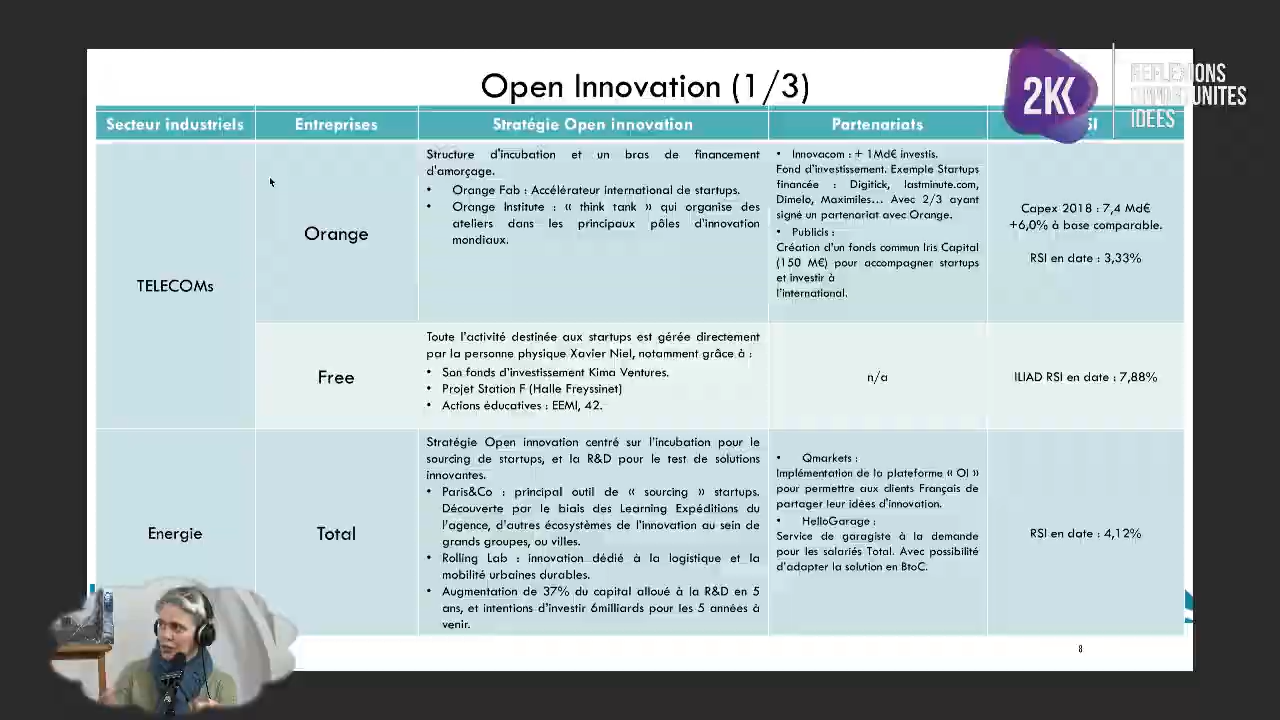 Open Innovation (1/3)
2KK
REFLEXIONS
OPPORTUNITES
IDEES
Secteur industriels
Entreprises
Stratégie Open innovation
Partenariats
SI
TELECOMs
Orange
Structure d'incubation et un bras de financement
d'amorçage.
• Orange Fab : Accélérateur international de startups.
• Orange Institute : « think tank » qui organise des
ateliers dans les principaux pôles d'innovation
mondiaux.
• Innovacom : + 1Md€ investis.
Fond d'investissement. Exemple Startups
financée : Digitick, lastminute.com,
Dimelo, Maximiles... Avec 2/3 ayant
signé un partenariat avec Orange.
• Publicis :
Création d'un fonds commun Iris Capital
(150 M€) pour accompagner startups
et investir à
l'international.
Capex 2018 : 7,4 Md€
+6,0% à base comparable.
RSI en date : 3,33%
Free
Toute l'activité destinée aux startups est gérée directement
par la personne physique Xavier Niel, notamment grâce à :
• Son fonds d'investissement Kima Ventures.
• Projet Station F (Halle Freyssinet)
• Actions éducatives : EEMI, 42.
n/a
ILIAD RSI en date : 7,88%
Energie
Total
Stratégie Open innovation centré sur l'incubation pour le
sourcing de startups, et la R&D pour le test de solutions
innovantes.
• Paris&Co : principal outil de « sourcing » startups.
Découverte par le biais des Learning Expéditions du
l'agence, d'autres écosystèmes de l'innovation au sein de
grands groupes, ou villes.
• Rolling Lab : innovation dédié à la logistique et la
mobilité urbaines durables.
• Augmentation de 37% du capital alloué à la R&D en 5
ans, et intentions d'investir 6milliards pour les 5 années à
venir.
• Qmarkets :
Implémentation de la plateforme « OI »
pour permettre aux clients Français de
partager leur idées d'innovation.
• HelloGarage :
Service de garagiste à la demande
pour les salariés Total. Avec possibilité
d'adapter la solution en BtoC.
RSI en date : 4,12%
8